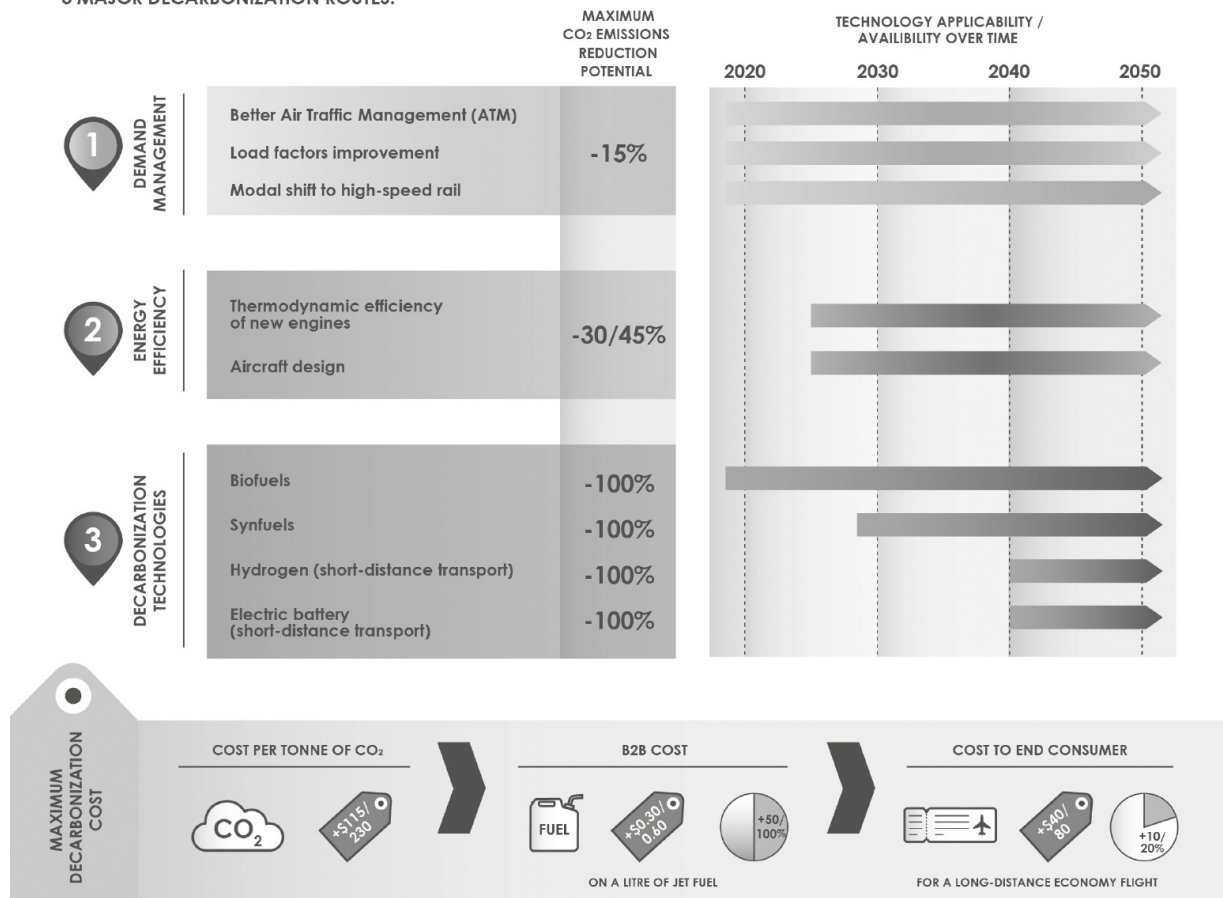 3 MAJOR DECARBONIZATION ROUTES:
MAXIMUM
CO₂ EMISSIONS
REDUCTION
POTENTIAL
TECHNOLOGY APPLICABILITY /
AVAILIBILITY OVER TIME
2020 2030 2040 2050
1
DEMAND
MANAGEMENT
Better Air Traffic Management (ATM)
Load factors improvement
Modal shift to high-speed rail
-15%
2
ENERGY
EFFICIENCY
Thermodynamic efficiency
of new engines
Aircraft design
-30/45%
3
DECARBONIZATION
TECHNOLOGIES
Biofuels
-100%
Synfuels
-100%
Hydrogen (short-distance transport)
-100%
Electric battery
(short-distance transport)
-100%
MAXIMUM
DECARBONIZATION
COST
COST PER TONNE OF CO₂
CO₂
+$115/
230
B2B COST
FUEL
+$0.30/
0.60
+50/
100%
ON A LITRE OF JET FUEL
COST TO END CONSUMER
+$40/
80
+10/
20%
FOR A LONG-DISTANCE ECONOMY FLIGHT